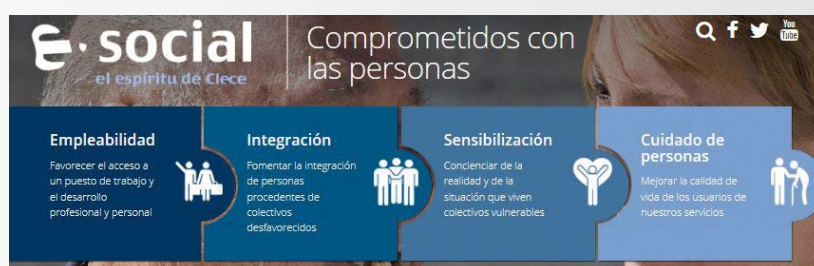 e·social
el espíritu de Clece
Comprometidos con
las personas
You
Tube
Empleabilidad
Favorecer el acceso a
un puesto de trabajo y
el desarrollo
profesional y personal
Integración
Fomentar la integración
de personas
procedentes de
colectivos
desfavorecidos
Sensibilización
Concienciar de la
realidad y de la
situación que viven
colectivos vulnerables
Cuidado de
personas
Mejorar la calidad de
vida de los usuarios de
nuestros servicios